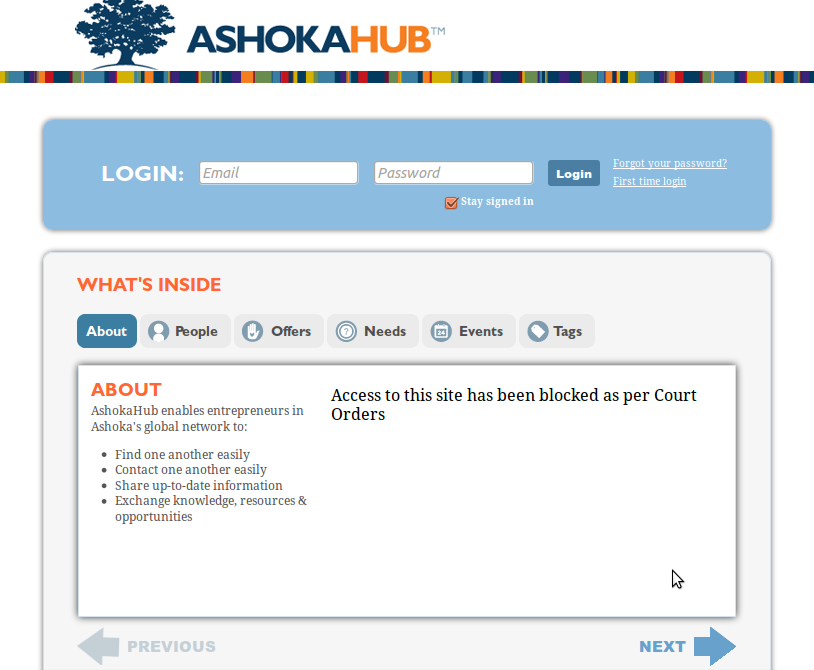 ASHOKAHUB™
LOGIN:
Email
Password
Login
Forgot your password?
First time login
Stay signed in
WHAT'S INSIDE
About
People
Offers
?
Needs
24
Events
Tags
ABOUT
AshokaHub enables entrepreneurs in
Ashoka's global network to:
Find one another easily
Contact one another easily
Share up-to-date information
Exchange knowledge, resources &
opportunities
Access to this site has been blocked as per Court
Orders
PREVIOUS
NEXT